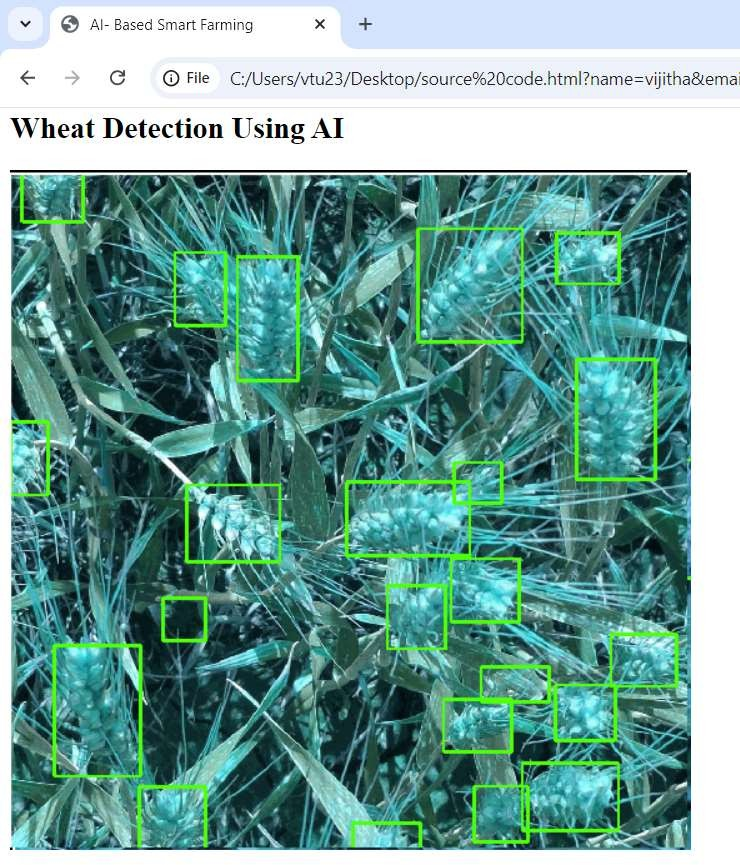 AI- Based Smart Farming
File
C:/Users/vtu23/Desktop/source%20code.html?name=vijitha&emai
Wheat Detection Using AI